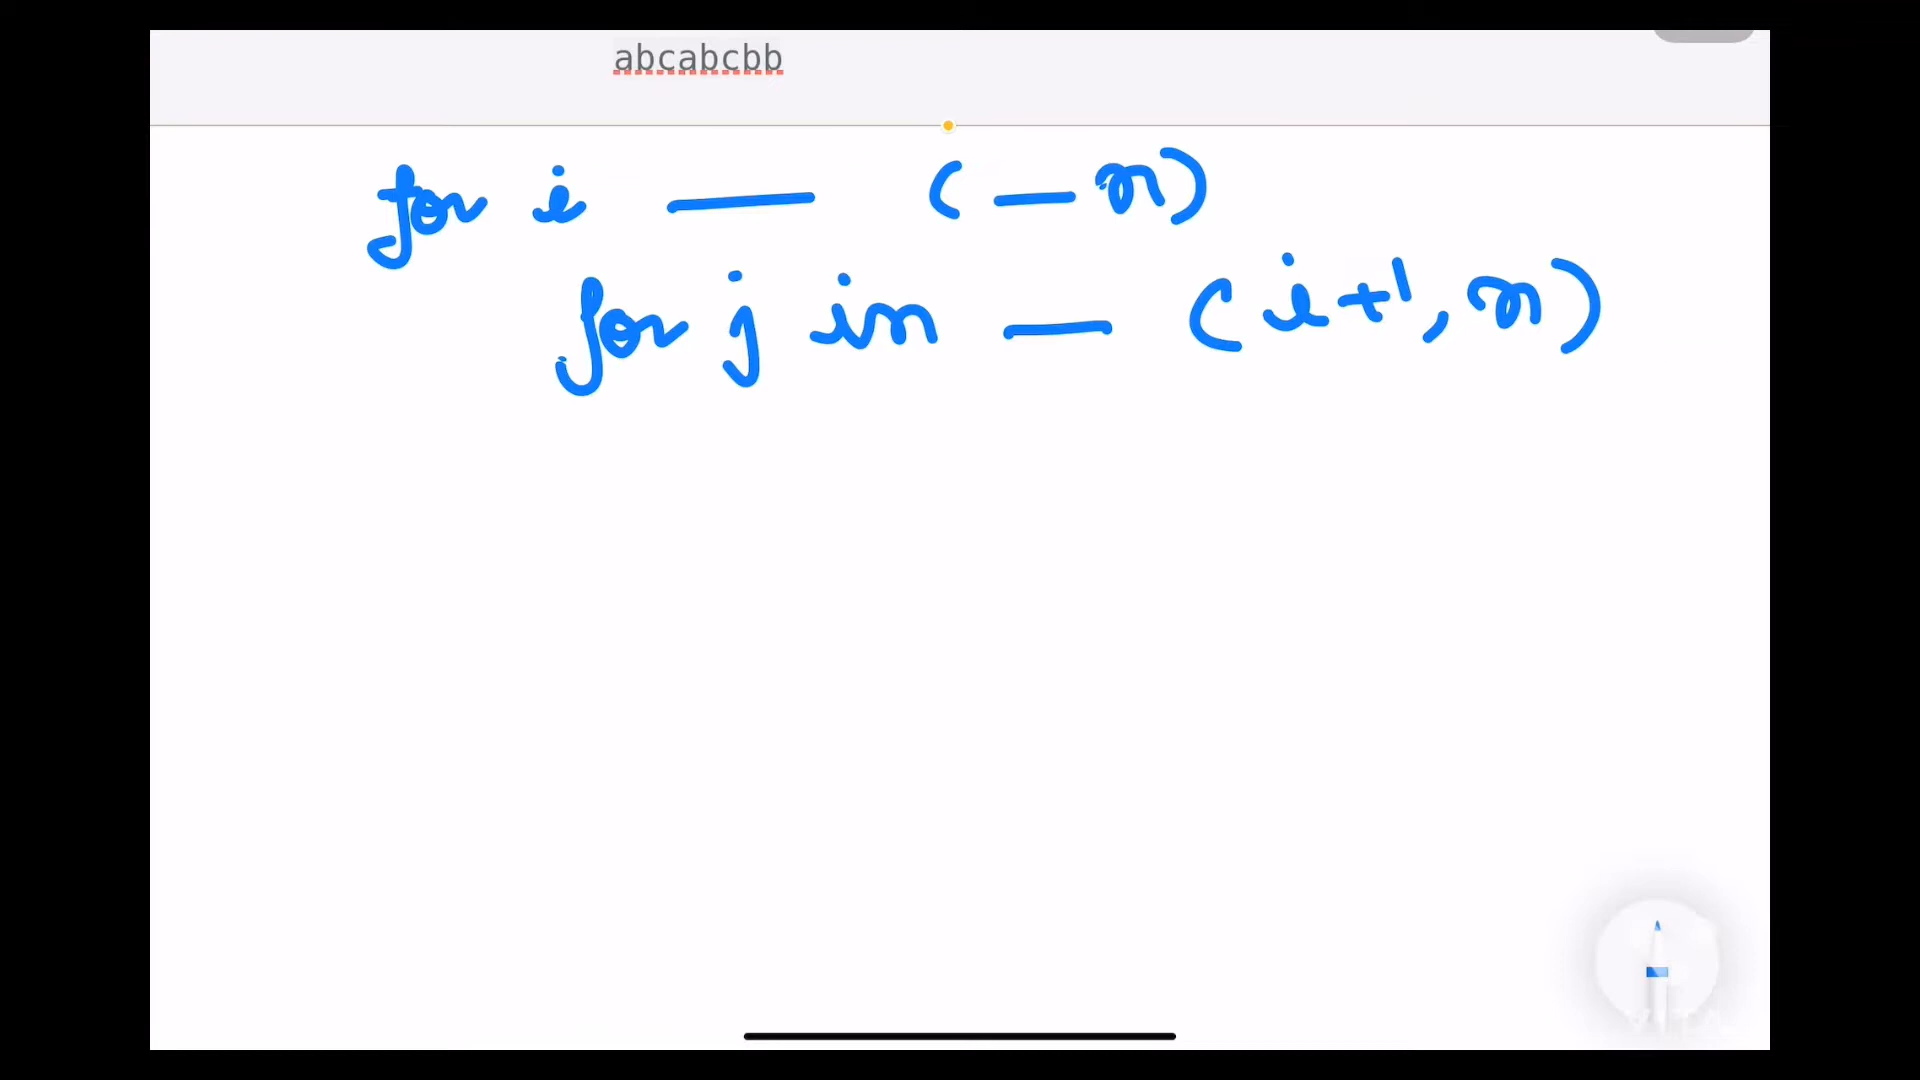 abcabcbb
for i — (— n)
for j in — (i+1, n)